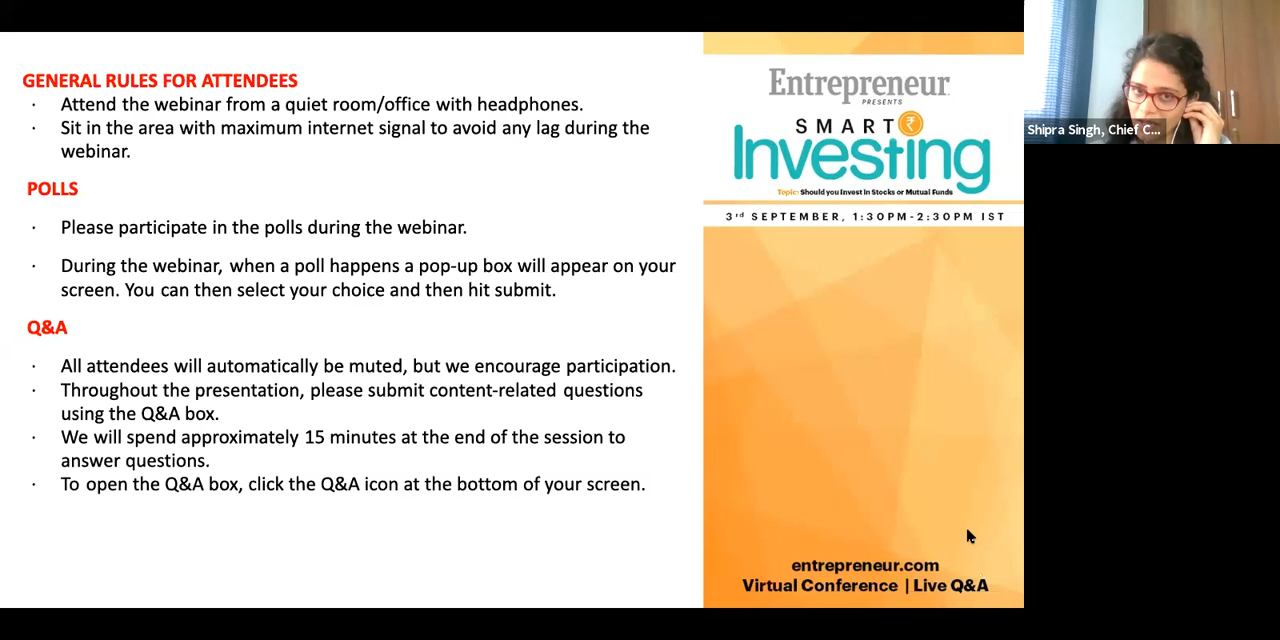 GENERAL RULES FOR ATTENDEES
· Attend the webinar from a quiet room/office with headphones.
· Sit in the area with maximum internet signal to avoid any lag during the
webinar.
POLLS
· Please participate in the polls during the webinar.
· During the webinar, when a poll happens a pop-up box will appear on your
screen. You can then select your choice and then hit submit.
Q&A
· All attendees will automatically be muted, but we encourage participation.
· Throughout the presentation, please submit content-related questions
using the Q&A box.
· We will spend approximately 15 minutes at the end of the session to
answer questions.
· To open the Q&A box, click the Q&A icon at the bottom of your screen.
Entrepreneur
PRESENTS
SMART ₹
Investing
Topic: Should you Invest in Stocks or Mutual Funds
3rd SEPTEMBER, 1:30PM-2:30PM IST
entrepreneur.com
Virtual Conference | Live Q&A
Shipra Singh, Chief C...